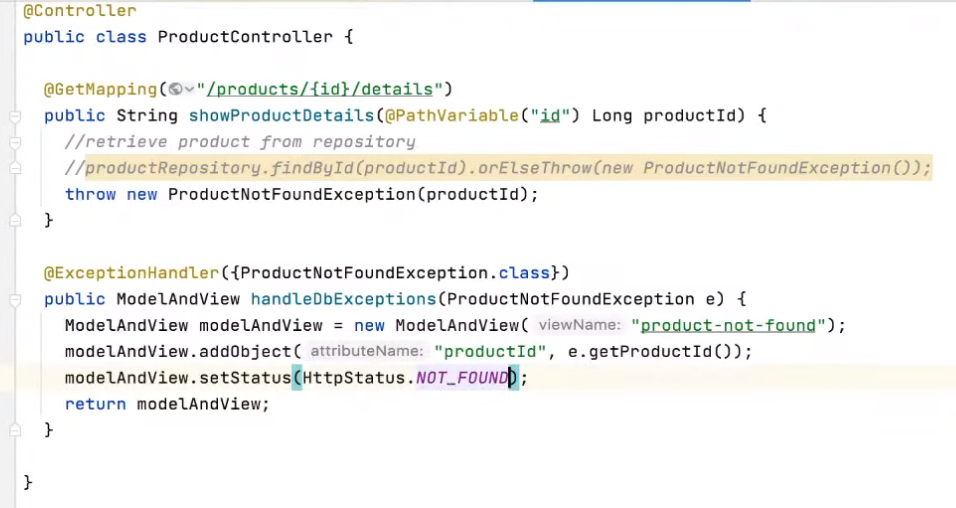 @Controller
public class ProductController {
@GetMapping("/products/{id}/details")
public String showProductDetails(@PathVariable("id") Long productId) {
//retrieve product from repository
//productRepository.findById(productId).orElseThrow(new ProductNotFoundException());
throw new ProductNotFoundException(productId);
}
@ExceptionHandler({ProductNotFoundException.class})
public ModelAndView handleDbExceptions(ProductNotFoundException e) {
ModelAndView modelAndView = new ModelAndView( viewName: "product-not-found");
modelAndView.addObject( attributeName: "productId", e.getProductId());
modelAndView.setStatus(HttpStatus.NOT_FOUND);
return modelAndView;
}
}